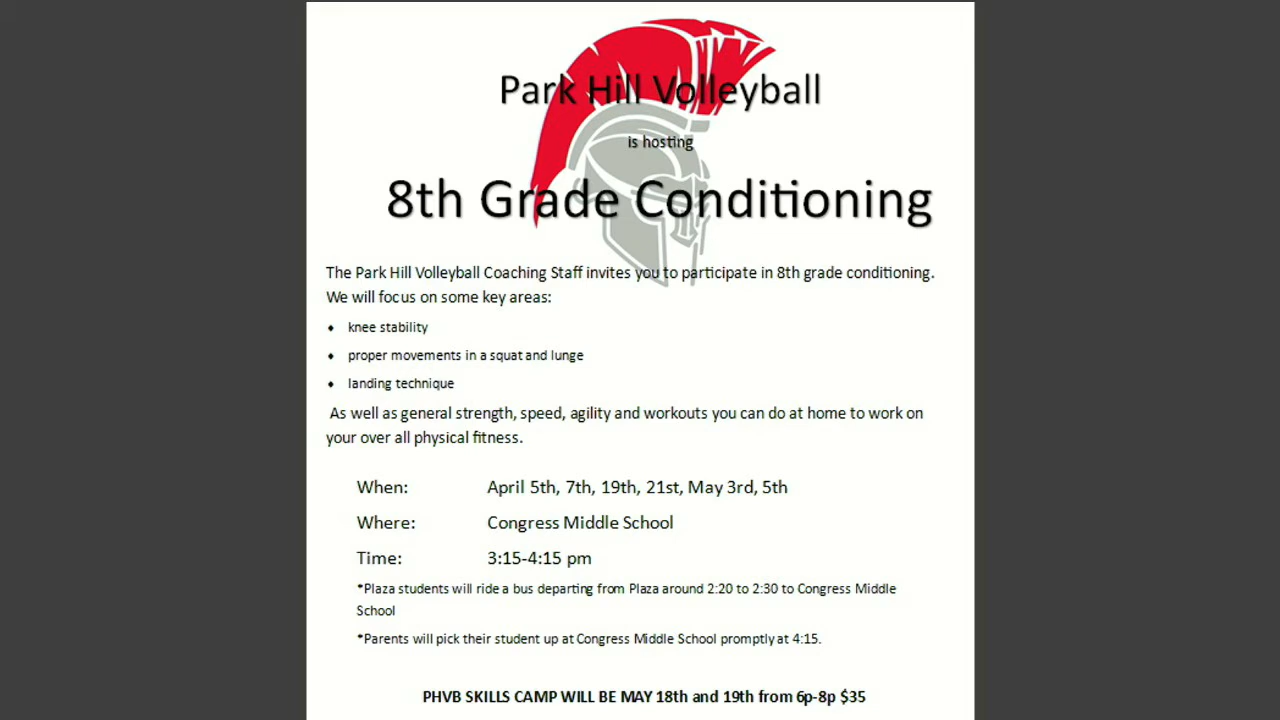 Park Hill Volleyball
is hosting
8th Grade Conditioning
The Park Hill Volleyball Coaching Staff invites you to participate in 8th grade conditioning.
We will focus on some key areas:
♦ knee stability
♦ proper movements in a squat and lunge
♦ landing technique
As well as general strength, speed, agility and workouts you can do at home to work on
your over all physical fitness.
When: April 5th, 7th, 19th, 21st, May 3rd, 5th
Where: Congress Middle School
Time: 3:15-4:15 pm
*Plaza students will ride a bus departing from Plaza around 2:20 to 2:30 to Congress Middle
School
*Parents will pick their student up at Congress Middle School promptly at 4:15.
PHVB SKILLS CAMP WILL BE MAY 18th and 19th from 6p-8p $35